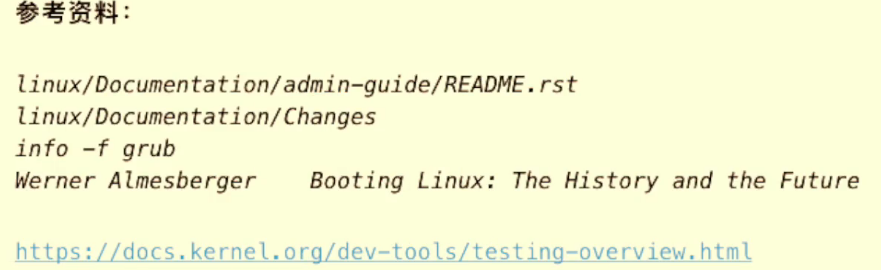 参考资料：
linux/Documentation/admin-guide/README.rst
linux/Documentation/Changes
info -f grub
Werner Almesberger    Booting Linux: The History and the Future
https://docs.kernel.org/dev-tools/testing-overview.html